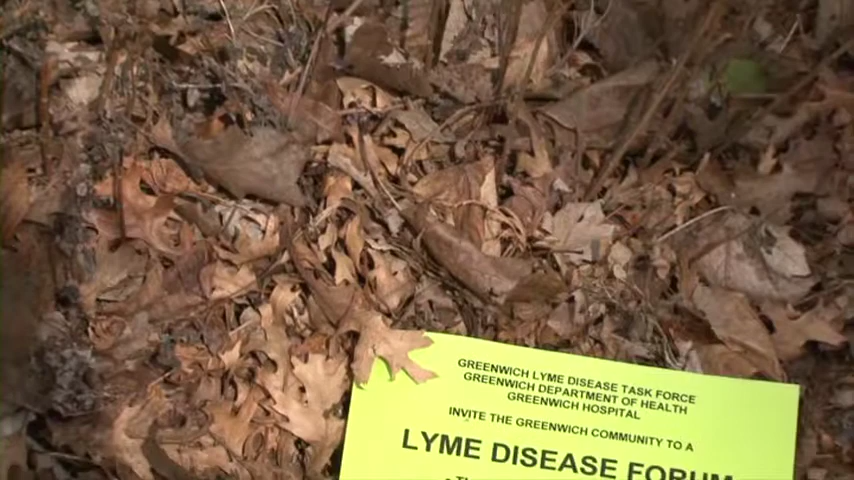 GREENWICH LYME DISEASE TASK FORCE
GREENWICH DEPARTMENT OF HEALTH
GREENWICH HOSPITAL
INVITE THE GREENWICH COMMUNITY TO A
LYME DISEASE FORUM